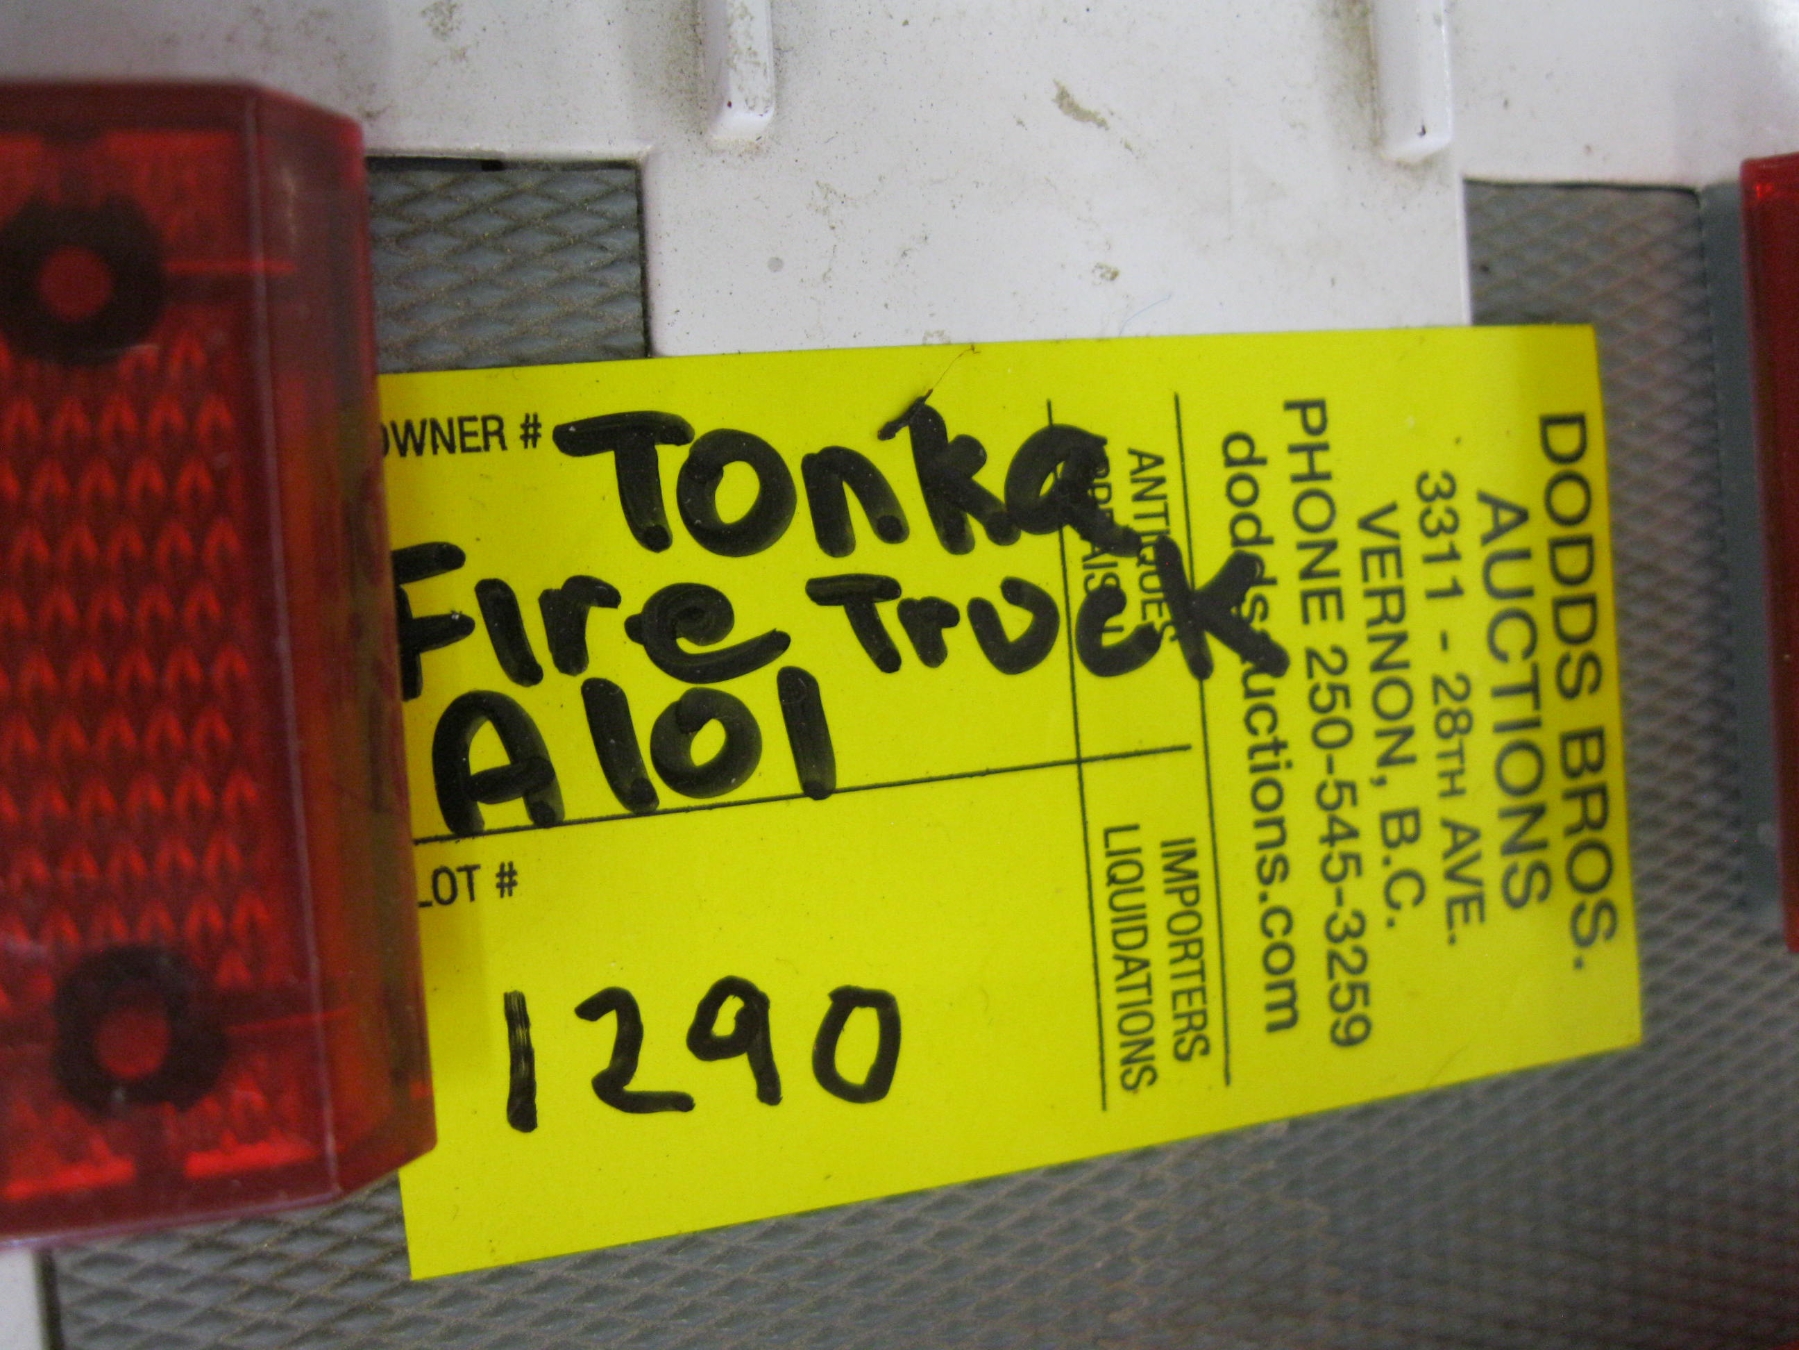 OWNER # Tonka
Fire Truck
A101
LOT #
1290
DODDS BROS.
AUCTIONS
3311 - 28TH AVE.
VERNON, B.C.
PHONE 250-545-3259
doddsauctions.com
ANTIQUES
IMPORTERS
LIQUIDATIONS